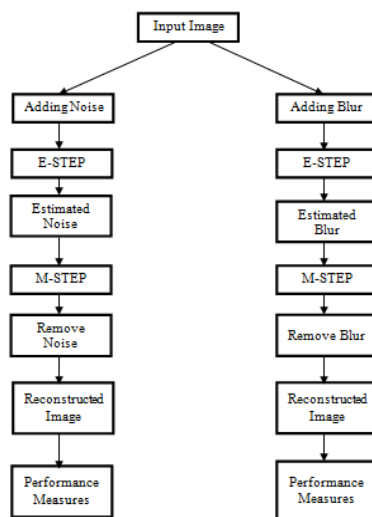 Input Image
Adding Noise
E-STEP
Estimated
Noise
M-STEP
Remove
Noise
Reconstructed
Image
Performance
Measures
Adding Blur
E-STEP
Estimated
Blur
M-STEP
Remove Blur
Reconstructed
Image
Performance
Measures